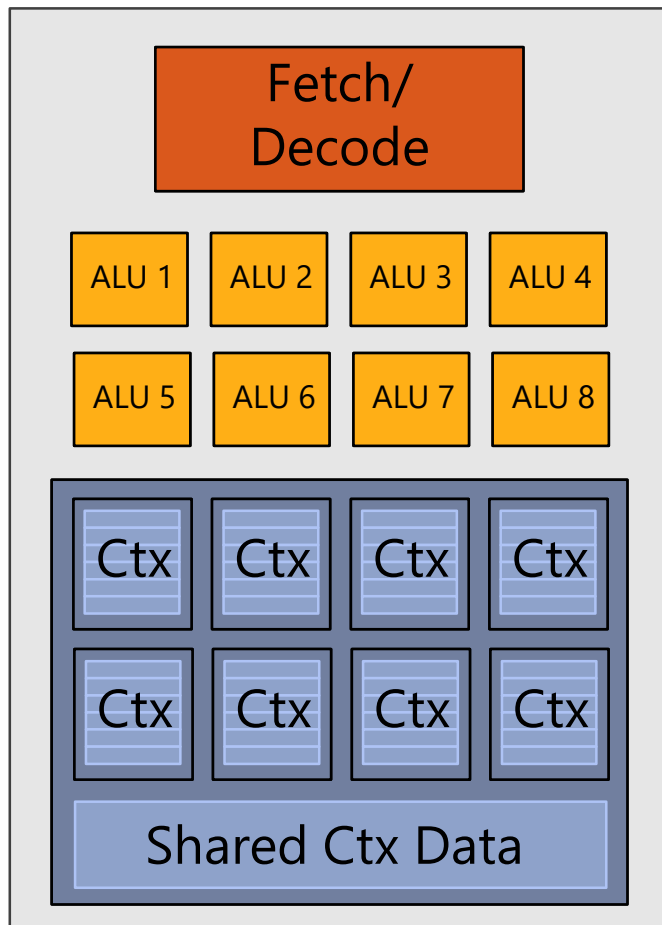 Fetch/
Decode
ALU 1 ALU 2 ALU 3 ALU 4
ALU 5 ALU 6 ALU 7 ALU 8
Ctx Ctx Ctx Ctx
Ctx Ctx Ctx Ctx
Shared Ctx Data